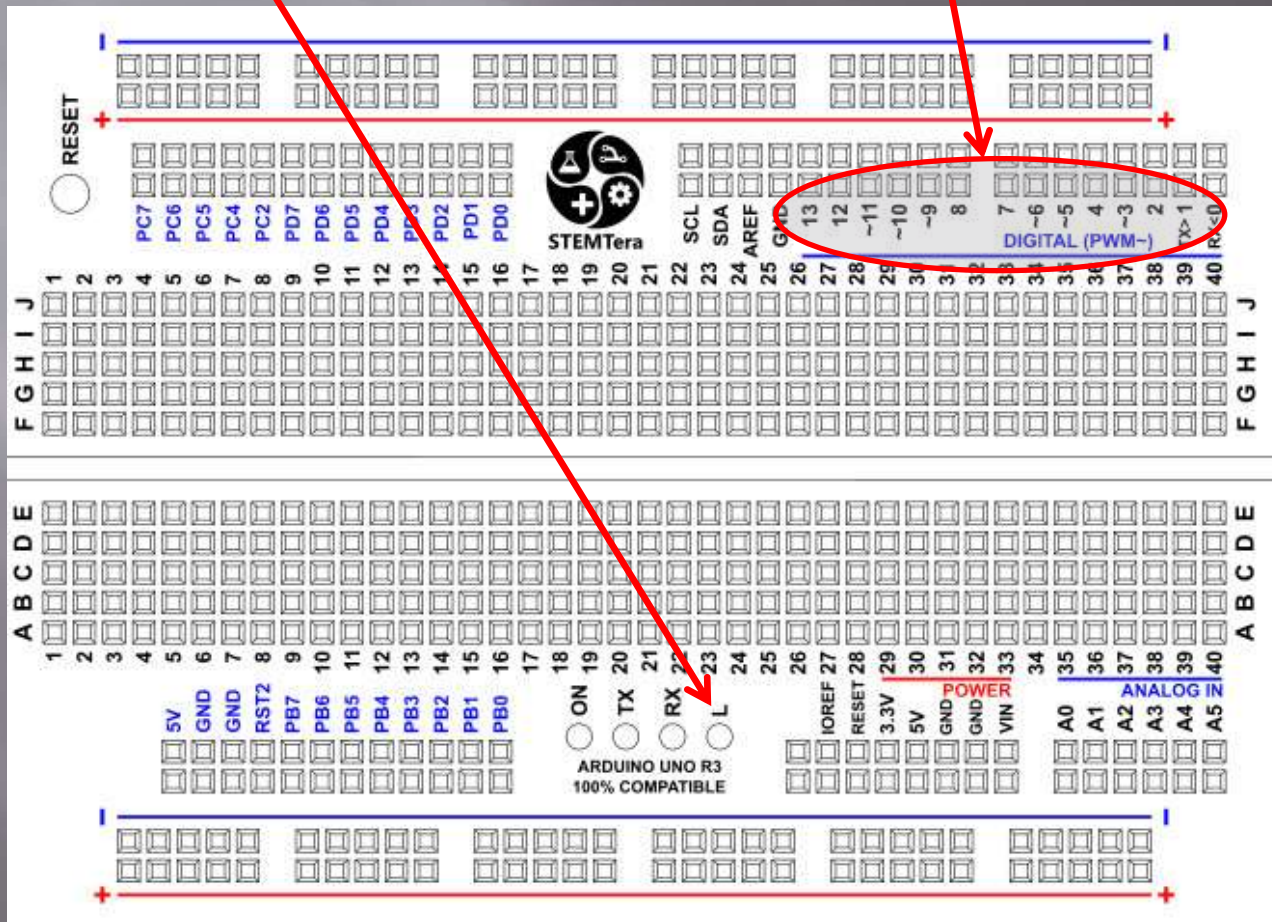 RESET
PC7 PC6 PC5 PC4 PC2 PD7 PD6 PD5 PD4 PD3 PD2 PD1 PD0
STEMTera
SCL SDA AREF GND 13 12 ~11 ~10 ~9 8 7 ~6 ~5 4 ~3 2 TX>1 RX<0
DIGITAL (PWM~)
1 2 3 4 5 6 7 8 9 10 11 12 13 14 15 16 17 18 19 20 21 22 23 24 25 26 27 28 29 30 31 32 33 34 35 36 37 38 39 40
J J
I I
H H
G G
F F
E E
D D
C C
B B
A A
1 2 3 4 5 6 7 8 9 10 11 12 13 14 15 16 17 18 19 20 21 22 23 24 25 26 27 28 29 30 31 32 33 34 35 36 37 38 39 40
POWER ANALOG IN
5V GND GND RST2 PB7 PB6 PB5 PB4 PB3 PB2 PB1 PB0 ON TX RX L IOREF RESET 3.3V 5V GND GND VIN A0 A1 A2 A3 A4 A5
ARDUINO UNO R3
100% COMPATIBLE